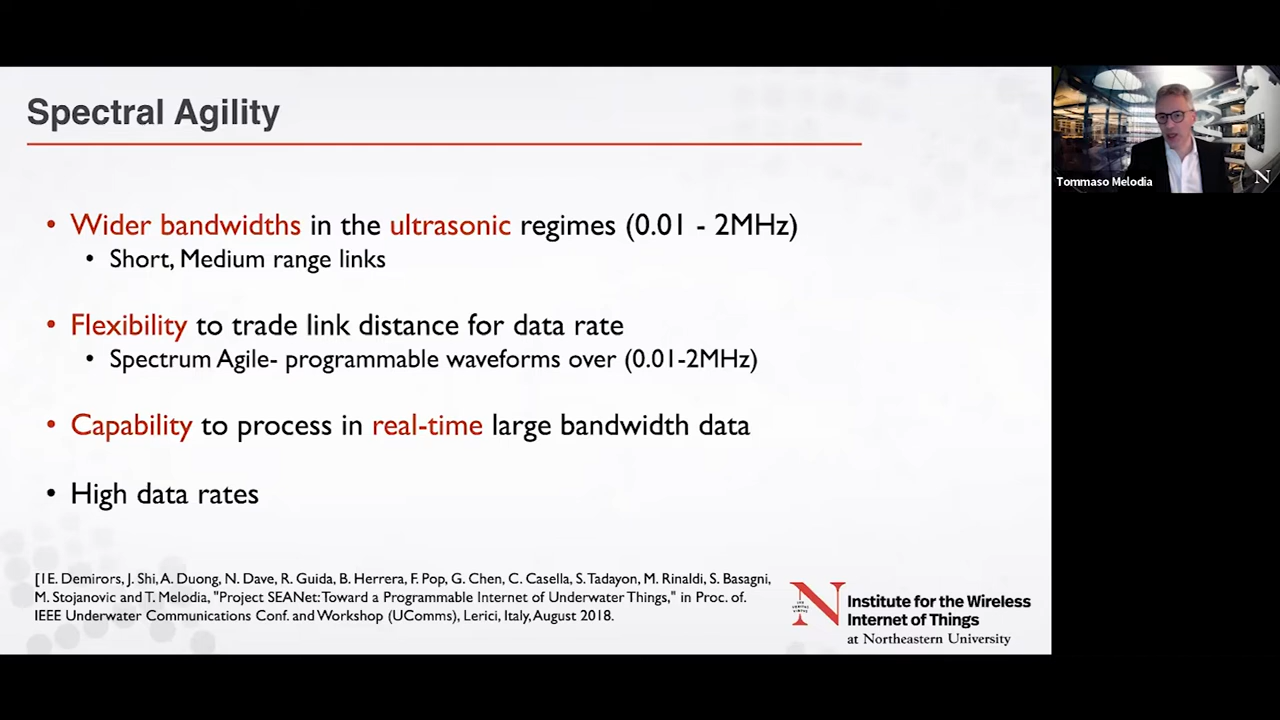 Spectral Agility
• Wider bandwidths in the ultrasonic regimes (0.01 - 2MHz)
• Short, Medium range links
• Flexibility to trade link distance for data rate
• Spectrum Agile- programmable waveforms over (0.01-2MHz)
• Capability to process in real-time large bandwidth data
• High data rates
[1E. Demirors, J. Shi, A. Duong, N. Dave, R. Guida, B. Herrera, F. Pop, G. Chen, C. Casella, S. Tadayon, M. Rinaldi, S. Basagni,
M. Stojanovic and T. Melodia, "Project SEANet: Toward a Programmable Internet of Underwater Things," in Proc. of.
IEEE Underwater Communications Conf. and Workshop (UComms), Lerici, Italy, August 2018.
N
Institute for the Wireless
Internet of Things
at Northeastern University
Tommaso Melodia
N